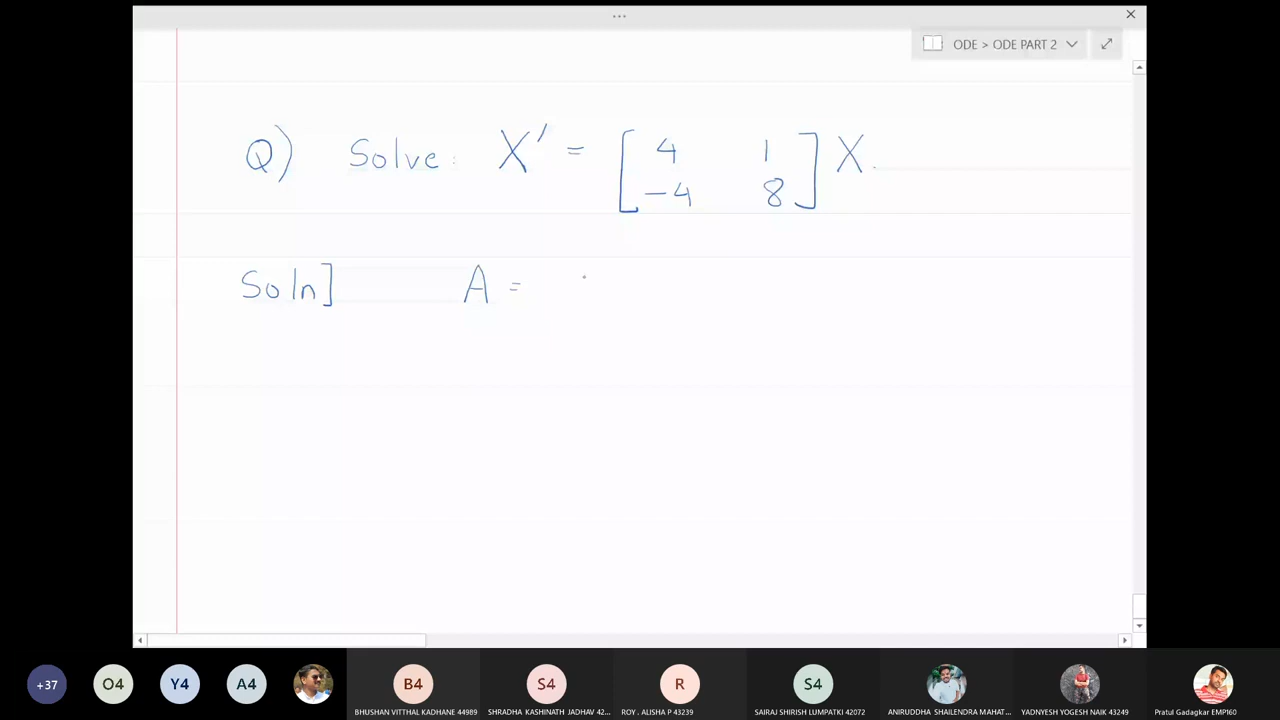 ODE > ODE PART 2
Q) Solve: X' = [ 4 1
-4 8 ] X.
Soln] A =
+37 O4 Y4 A4 B4 S4 R S4
BHUSHAN VITTHAL KADHANE 44989 SHRADHA KASHINATH JADHAV 42... ROY . ALISHA P 43239 SAIRAJ SHIRISH LUMPATKI 42072 ANIRUDDHA SHAILENDRA MAHAT... YADNYESH YOGESH NAIK 43249 Pratul Gadagkar EMP160